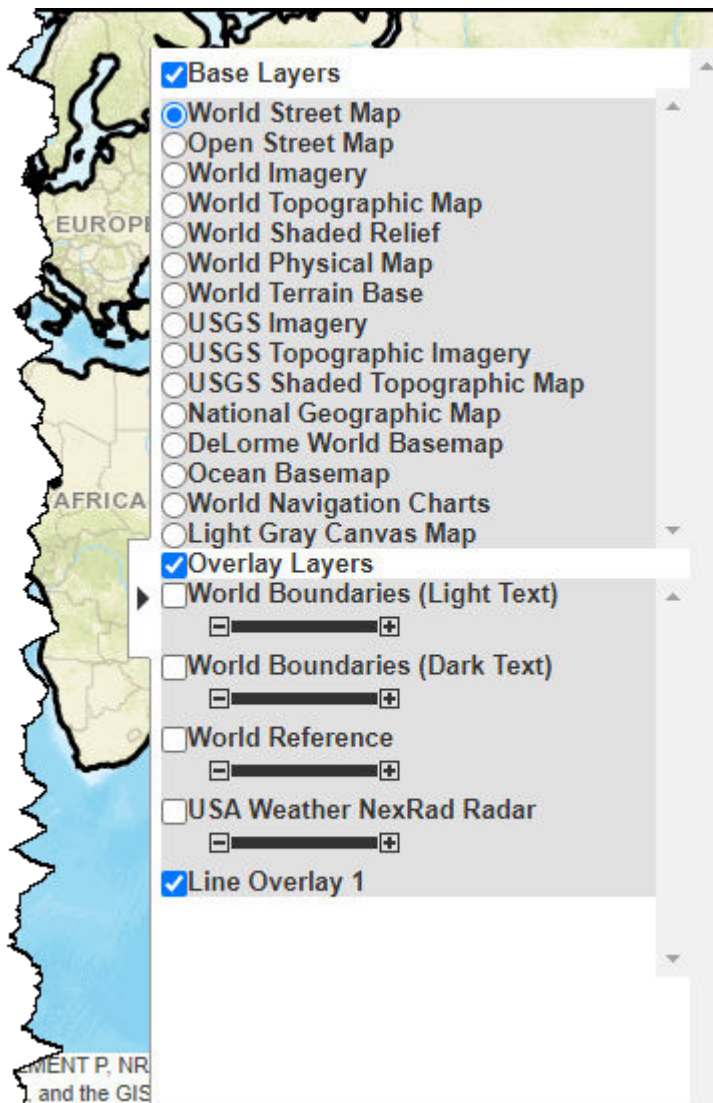 Base Layers
World Street Map
Open Street Map
World Imagery
World Topographic Map
World Shaded Relief
World Physical Map
World Terrain Base
USGS Imagery
USGS Topographic Imagery
USGS Shaded Topographic Map
National Geographic Map
DeLorme World Basemap
Ocean Basemap
World Navigation Charts
Light Gray Canvas Map
Overlay Layers
World Boundaries (Light Text)
World Boundaries (Dark Text)
World Reference
USA Weather NexRad Radar
Line Overlay 1
EUROPE
AFRICA
MENT P, NR
, and the GIS